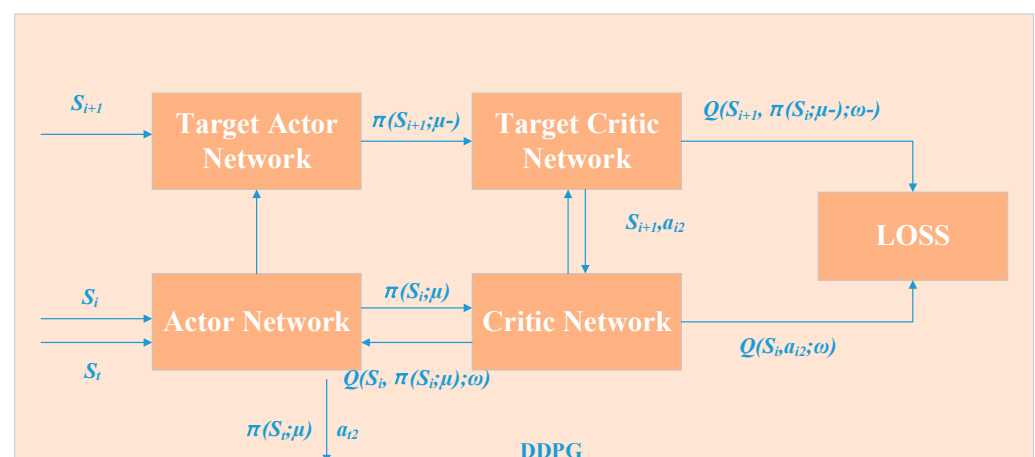 S_{i+1}
Target Actor
Network
π(S_{i+1};μ-)
Target Critic
Network
Q(S_{i+1}, π(S_i;μ-);ω-)
S_{i+1},a_{i2}
LOSS
S_i
Actor Network
π(S_i;μ)
Critic Network
S_t
Q(S_i, π(S_i;μ);ω)
Q(S_i,a_{i2};ω)
π(S_t;μ)
a_{t2}
DDPG